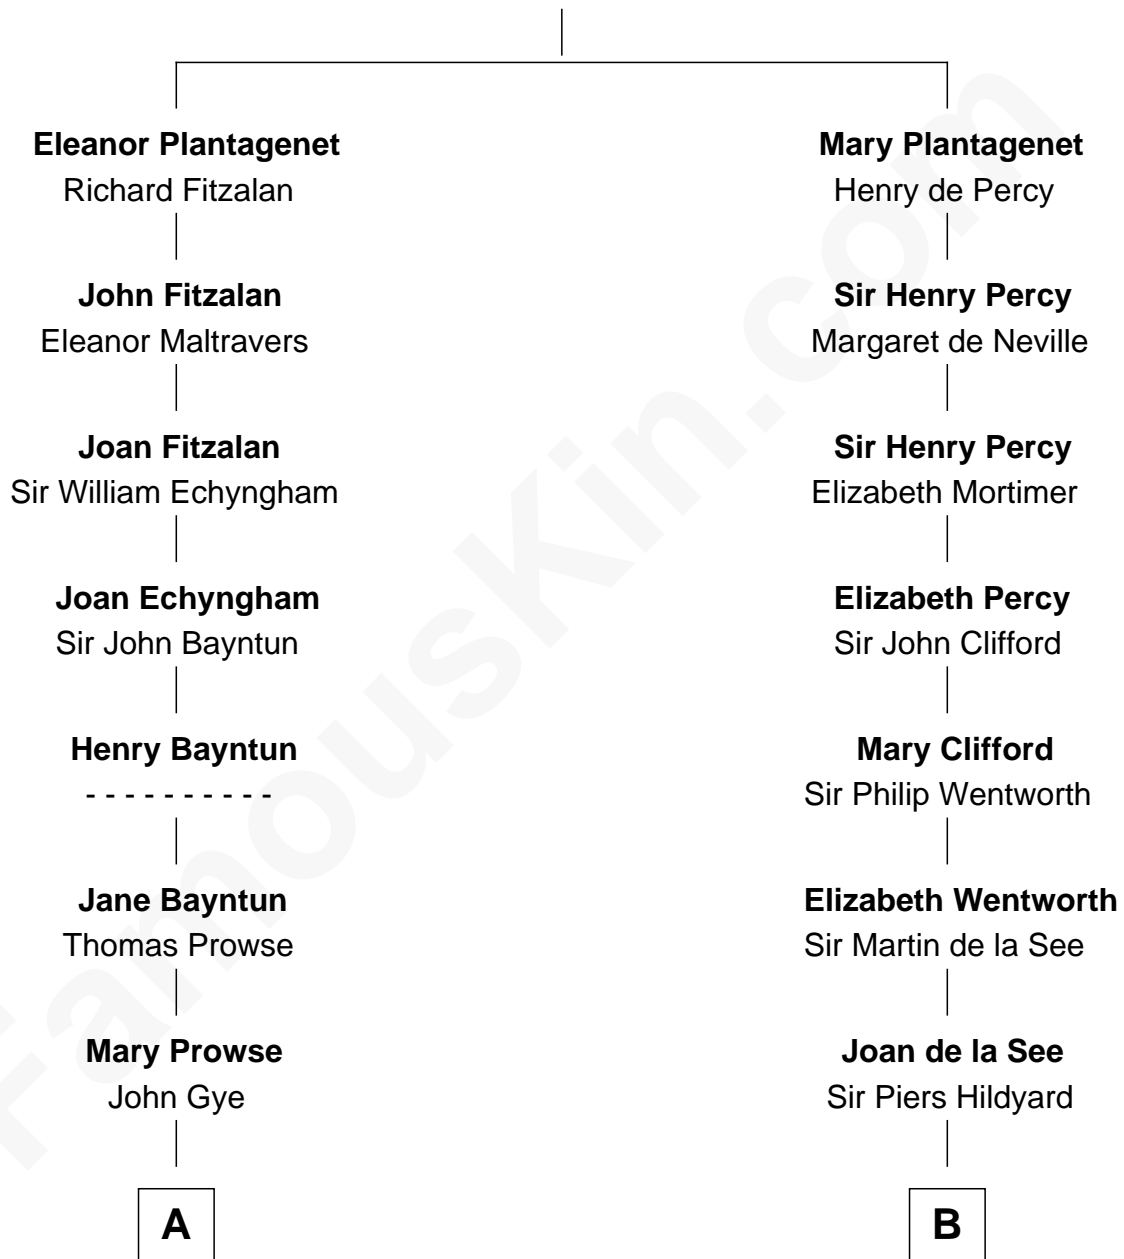 Eleanor Plantagenet
Richard Fitzalan
John Fitzalan
Eleanor Maltravers
Joan Fitzalan
Sir William Echyngham
Joan Echyngham
Sir John Bayntun
Henry Bayntun
- - - - - - - - - -
Jane Bayntun
Thomas Prowse
Mary Prowse
John Gye
A
Mary Plantagenet
Henry de Percy
Sir Henry Percy
Margaret de Neville
Sir Henry Percy
Elizabeth Mortimer
Elizabeth Percy
Sir John Clifford
Mary Clifford
Sir Philip Wentworth
Elizabeth Wentworth
Sir Martin de la See
Joan de la See
Sir Piers Hildyard
B
FamousKin.com